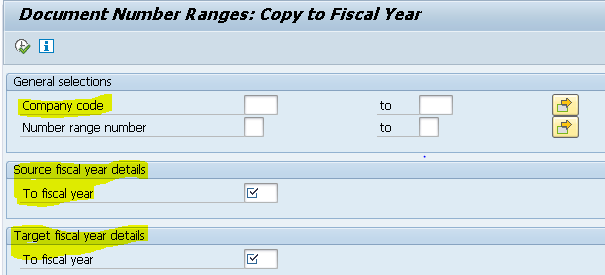 Document Number Ranges: Copy to Fiscal Year
General selections
Company code to
Number range number to
Source fiscal year details
To fiscal year
Target fiscal year details
To fiscal year